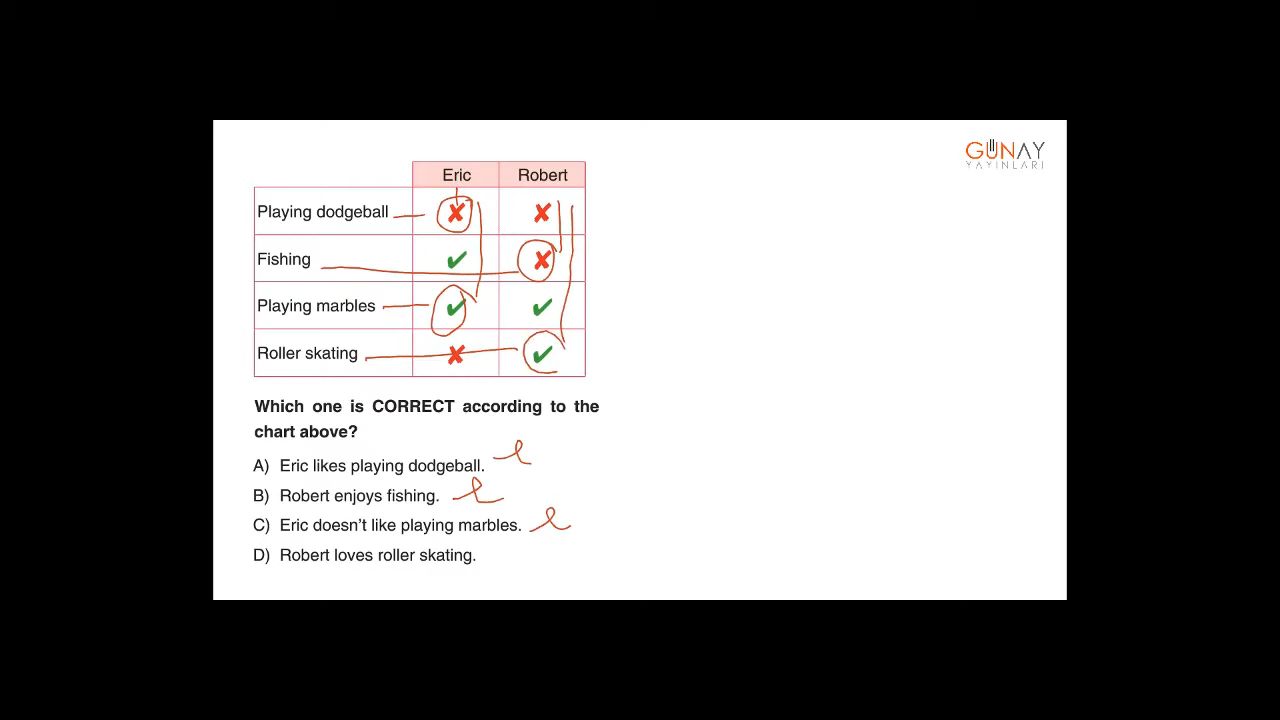 GÜNAY
YAYINLARI
Eric Robert
Playing dodgeball ✘ ✘
Fishing ✔ ✘
Playing marbles ✔ ✔
Roller skating ✘ ✔
Which one is CORRECT according to the
chart above?
A) Eric likes playing dodgeball.
B) Robert enjoys fishing.
C) Eric doesn't like playing marbles.
D) Robert loves roller skating.